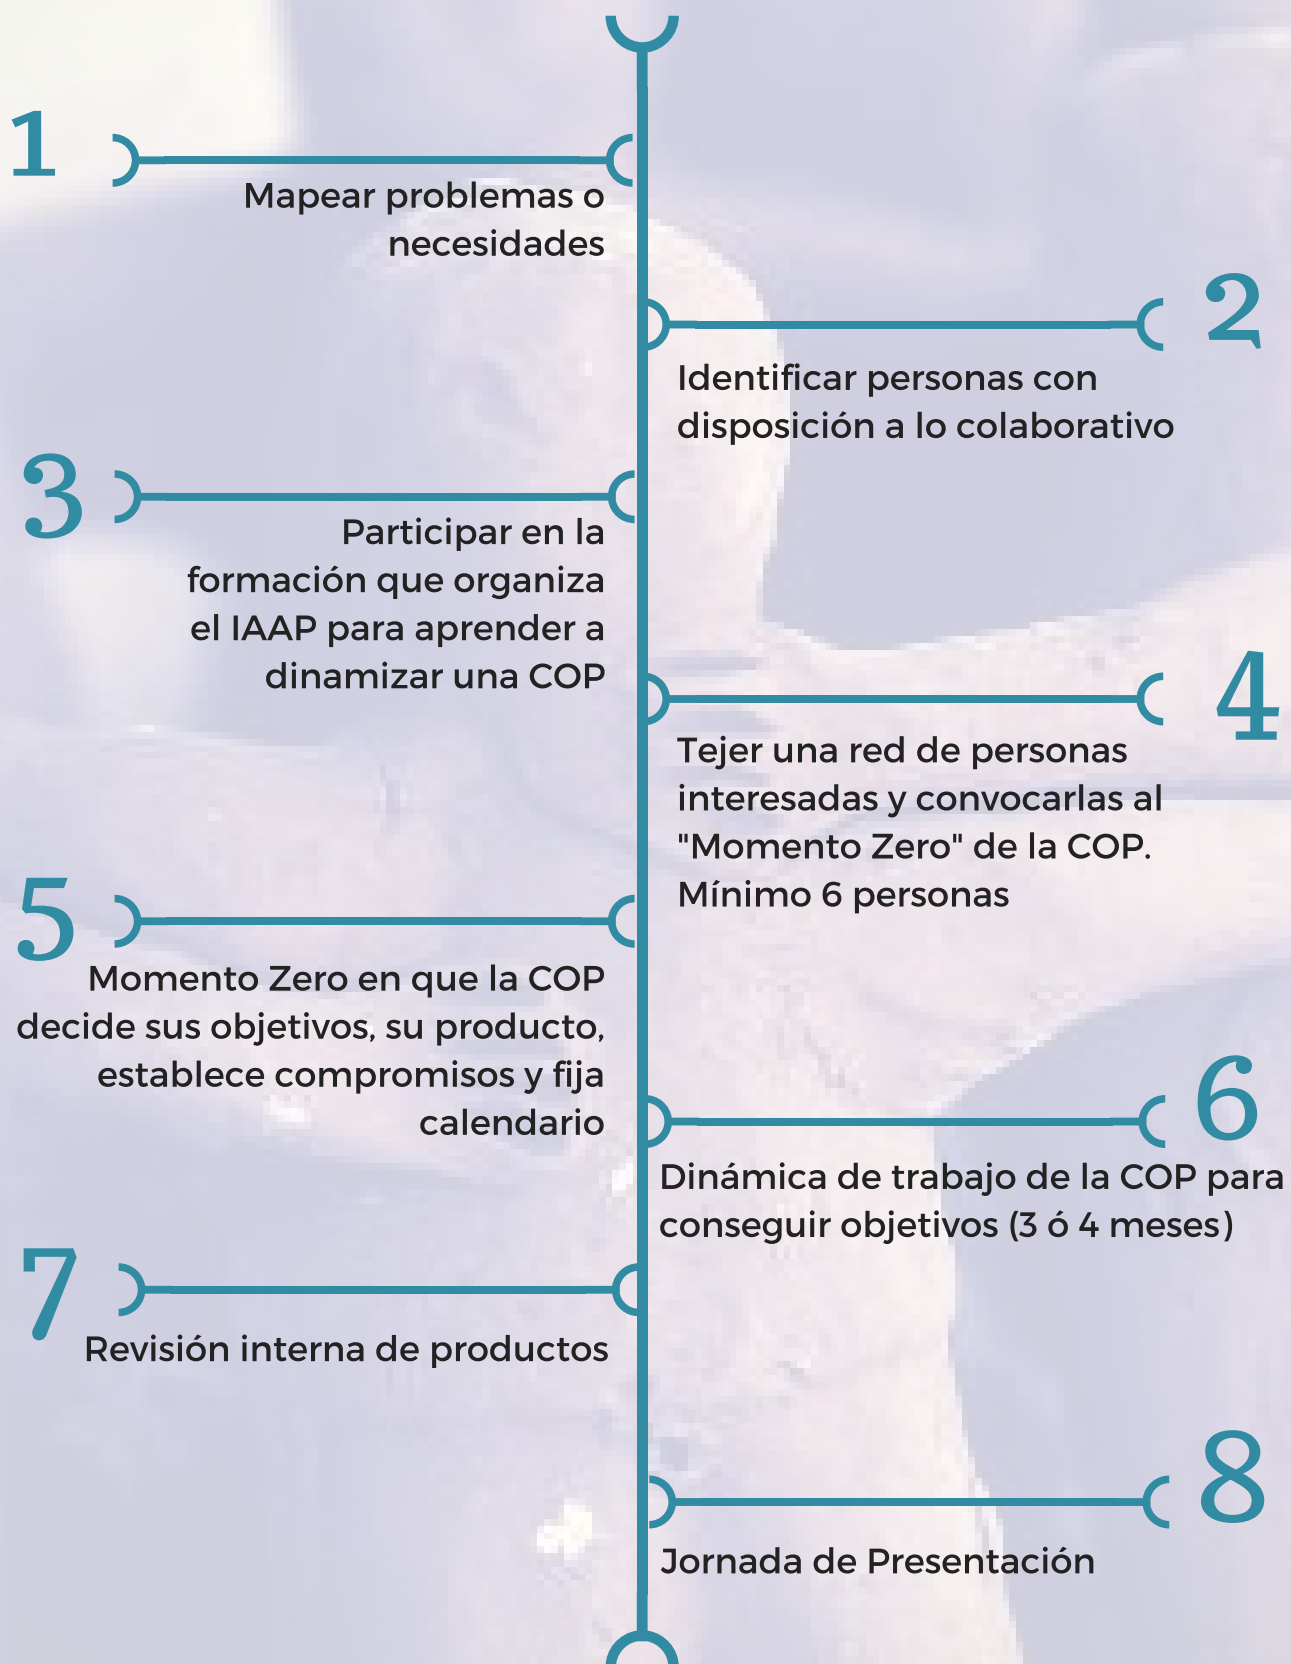 1
Mapear problemas o
necesidades
2
Identificar personas con
disposición a lo colaborativo
3
Participar en la
formación que organiza
el IAAP para aprender a
dinamizar una COP
4
Tejer una red de personas
interesadas y convocarlas al
"Momento Zero" de la COP.
Mínimo 6 personas
5
Momento Zero en que la COP
decide sus objetivos, su producto,
establece compromisos y fija
calendario
6
Dinámica de trabajo de la COP para
conseguir objetivos (3 ó 4 meses)
7
Revisión interna de productos
8
Jornada de Presentación